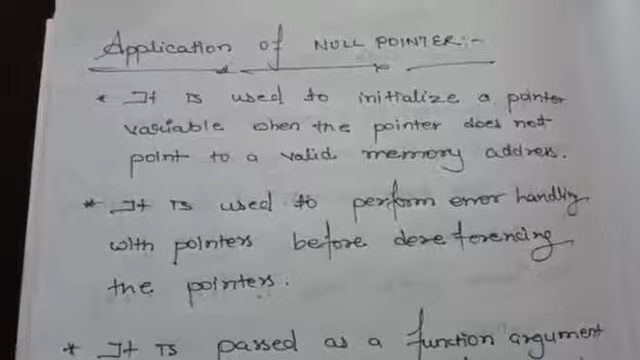 Application of NULL POINTER:-
* It is used to initialize a pointer
variable when the pointer does not
point to a valid memory address.
* It is used to perform error handling
with pointers before dereferencing
the pointers.
* It is passed as a function argument